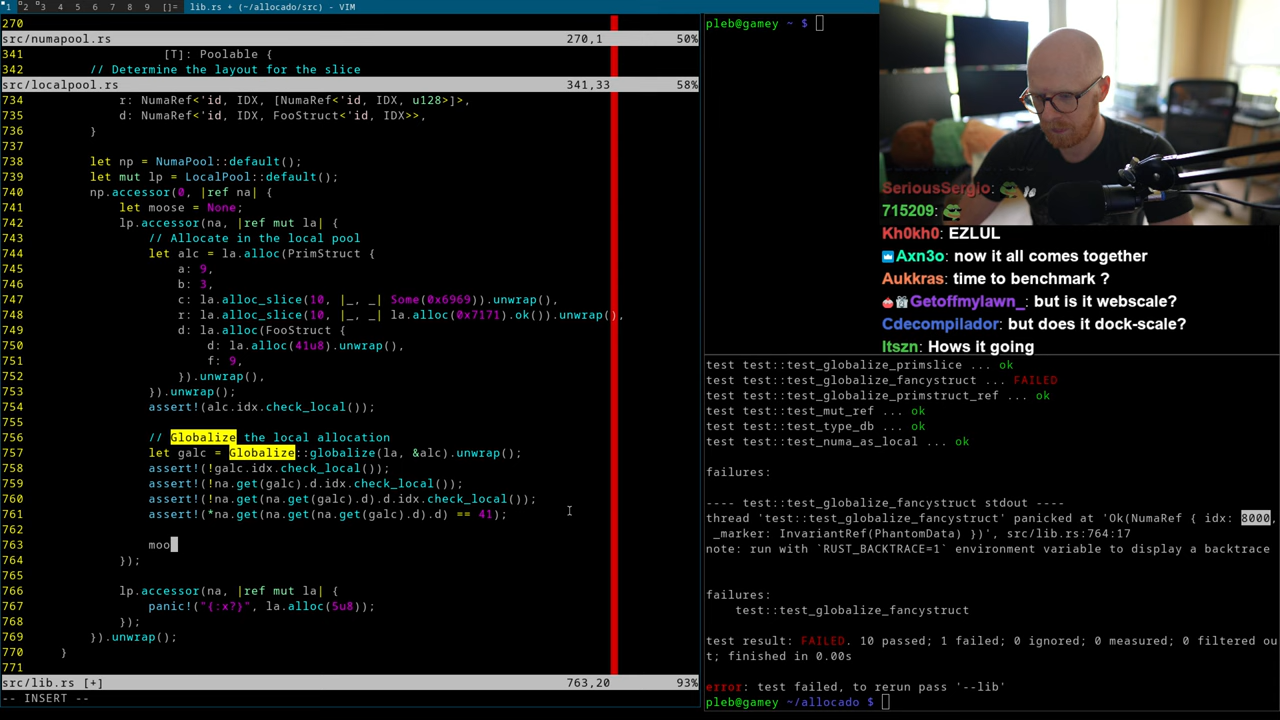 1 2 3 4 5 6 7 8 9 []= lib.rs + (~/allocado/src) - VIM
270
src/numapool.rs 270,1 50%
341 [T]: Poolable {
342 // Determine the layout for the slice
src/localpool.rs 341,33 58%
734 r: NumaRef<'id, IDX, [NumaRef<'id, IDX, u128>]>,
735 d: NumaRef<'id, IDX, FooStruct<'id, IDX>>,
736 }
737
738 let np = NumaPool::default();
739 let mut lp = LocalPool::default();
740 np.accessor(0, |ref na| {
741 let moose = None;
742 lp.accessor(na, |ref mut la| {
743 // Allocate in the local pool
744 let alc = la.alloc(PrimStruct {
745 a: 9,
746 b: 3,
747 c: la.alloc_slice(10, |_, _| Some(0x6969)).unwrap(),
748 r: la.alloc_slice(10, |_, _| la.alloc(0x7171).ok()).unwrap(),
749 d: la.alloc(FooStruct {
750 d: la.alloc(41u8).unwrap(),
751 f: 9,
752 }).unwrap(),
753 }).unwrap();
754 assert!(alc.idx.check_local());
755
756 // Globalize the local allocation
757 let galc = Globalize::globalize(la, &alc).unwrap();
758 assert!(!galc.idx.check_local());
759 assert!(!na.get(galc).d.idx.check_local());
760 assert!(!na.get(na.get(galc).d).d.idx.check_local());
761 assert!(*na.get(na.get(na.get(galc).d).d) == 41);
762
763 moo
764 });
765
766 lp.accessor(na, |ref mut la| {
767 panic!("{:x?}", la.alloc(5u8));
768 });
769 }).unwrap();
770 }
771
src/lib.rs [+] 763,20 93%
-- INSERT --
pleb@gamey ~ $
SeriousSergio:
715209:
Kh0kh0: EZLUL
Axn3o: now it all comes together
Aukkras: time to benchmark ?
Getoffmylawn_: but is it webscale?
Cdecompilador: but does it dock-scale?
Itszn: Hows it going
test test::test_globalize_primslice ... ok
test test::test_globalize_fancystruct ... FAILED
test test::test_globalize_primstruct_ref ... ok
test test::test_mut_ref ... ok
test test::test_type_db ... ok
test test::test_numa_as_local ... ok
failures:
---- test::test_globalize_fancystruct stdout ----
thread 'test::test_globalize_fancystruct' panicked at 'Ok(NumaRef { idx: 8000,
_marker: InvariantRef(PhantomData) })', src/lib.rs:764:17
note: run with `RUST_BACKTRACE=1` environment variable to display a backtrace
failures:
test::test_globalize_fancystruct
test result: FAILED. 10 passed; 1 failed; 0 ignored; 0 measured; 0 filtered ou
t; finished in 0.00s
error: test failed, to rerun pass '--lib'
pleb@gamey ~/allocado $